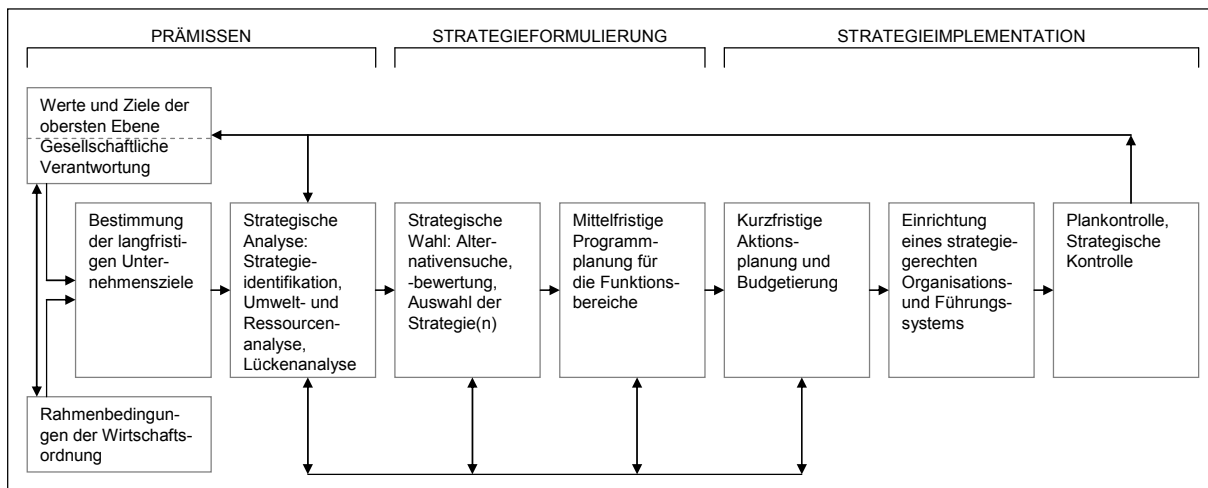 PRÄMISSEN
STRATEGIEFORMULIERUNG
STRATEGIEIMPLEMENTATION
Werte und Ziele der
obersten Ebene
Gesellschaftliche
Verantwortung
Bestimmung
der langfristi-
gen Unter-
nehmensziele
Strategische
Analyse:
Strategie-
identifikation,
Umwelt- und
Ressourcen-
analyse,
Lückenanalyse
Strategische
Wahl: Alter-
nativensuche,
-bewertung,
Auswahl der
Strategie(n)
Mittelfristige
Programm-
planung für
die Funktions-
bereiche
Kurzfristige
Aktions-
planung und
Budgetierung
Einrichtung
eines strategie-
gerechten
Organisations-
und Führungs-
systems
Plankontrolle,
Strategische
Kontrolle
Rahmenbedingun-
gen der Wirtschafts-
ordnung